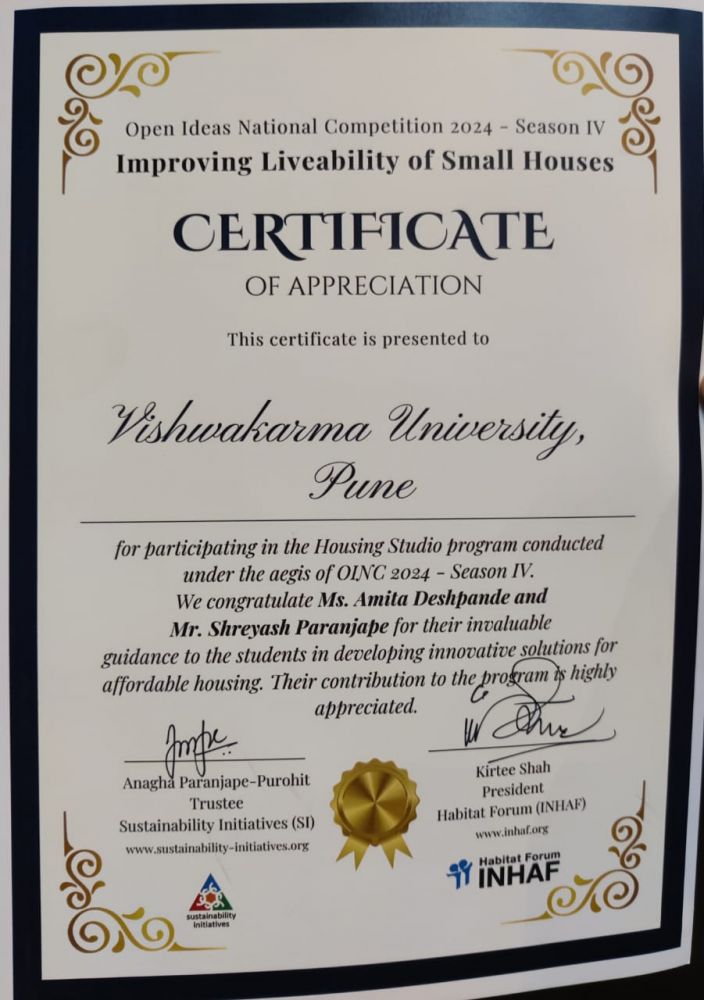 Open Ideas National Competition 2024 – Season IV
Improving Liveability of Small Houses
CERTIFICATE
OF APPRECIATION
This certificate is presented to
Vishwakarma University,
Pune
for participating in the Housing Studio program conducted
under the aegis of OINC 2024 – Season IV.
We congratulate Ms. Amita Deshpande and
Mr. Shreyash Paranjape for their invaluable
guidance to the students in developing innovative solutions for
affordable housing. Their contribution to the program is highly
appreciated.
Anagha Paranjape-Purohit
Trustee
Sustainability Initiatives (SI)
www.sustainability-initiatives.org
sustainability
initiatives
Kirtee Shah
President
Habitat Forum (INHAF)
www.inhaf.org
Habitat Forum
INHAF